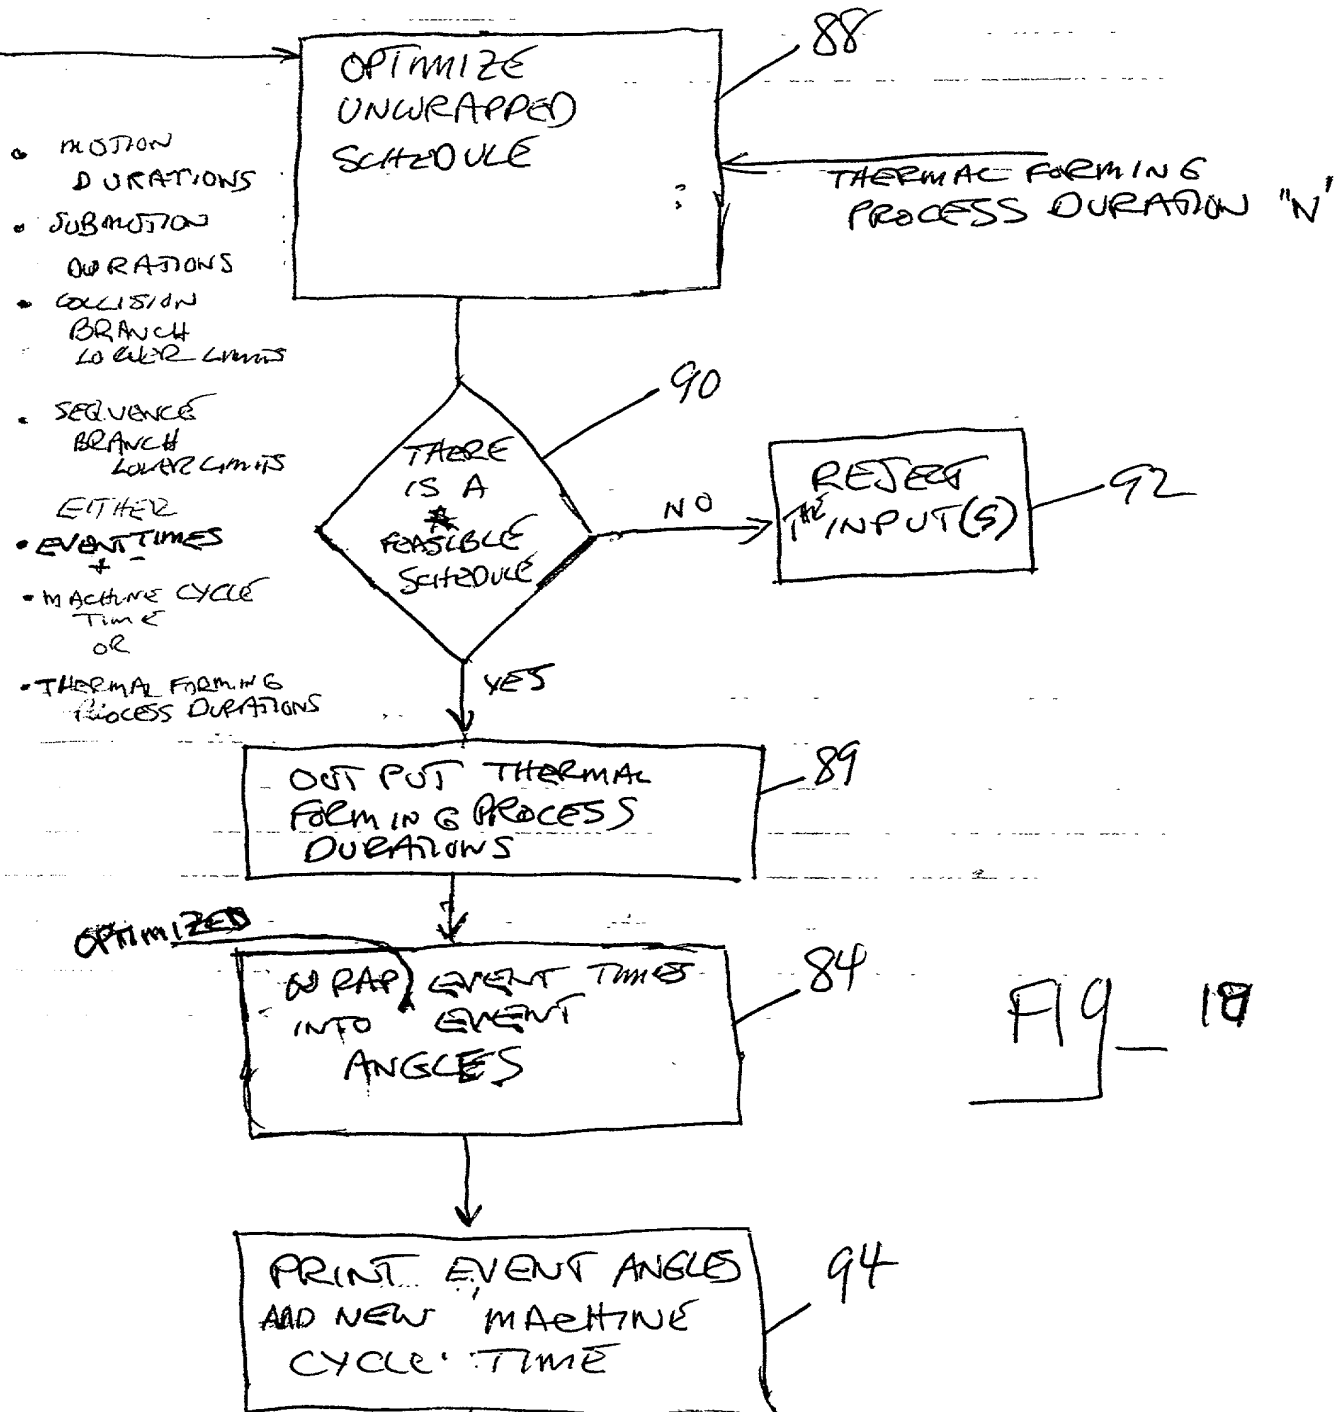 OPTIMIZE
UNWRAPPED
SCHEDULE
88
THERMAL FORMING
PROCESS DURATION "N'
• MOTION
DURATIONS
• SUBMOTION
DURATIONS
• COLLISION
BRANCH
LOWER LIMITS
• SEQUENCE
BRANCH
LOWER LIMITS
EITHER
• EVENT TIMES
+
• MACHINE CYCLE
TIME
OR
• THERMAL FORMING
PROCESS DURATIONS
90
THERE
IS A
FEASIBLE
SCHEDULE
NO
REJECT
THE INPUT(S)
92
YES
OUTPUT THERMAL
FORMING PROCESS
DURATIONS
89
OPTIMIZED
WRAP EVENT TIMES
INTO EVENT
ANGLES
84
FIG_
PRINT EVENT ANGLES
AND NEW MACHINE
CYCLE TIME
94